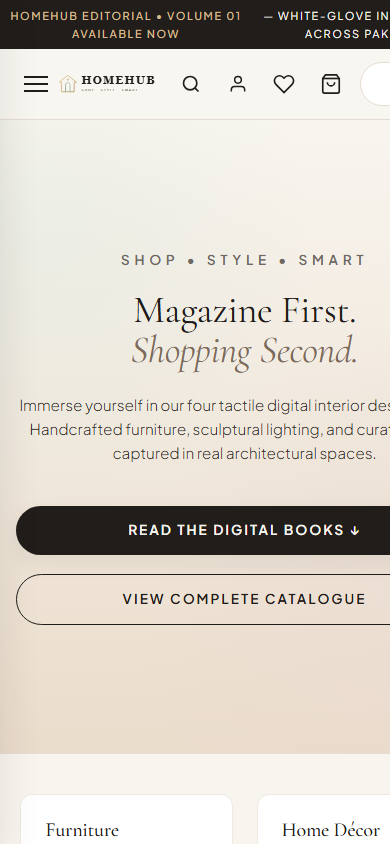 HOMEHUB EDITORIAL • VOLUME 01
AVAILABLE NOW
— WHITE-GLOVE IN
ACROSS PAK
HOMEHUB
SHOP • STYLE • SMART
Magazine First.
Shopping Second.
Immerse yourself in our four tactile digital interior des
Handcrafted furniture, sculptural lighting, and curat
captured in real architectural spaces.
READ THE DIGITAL BOOKS ↓
VIEW COMPLETE CATALOGUE
Furniture
Home Décor